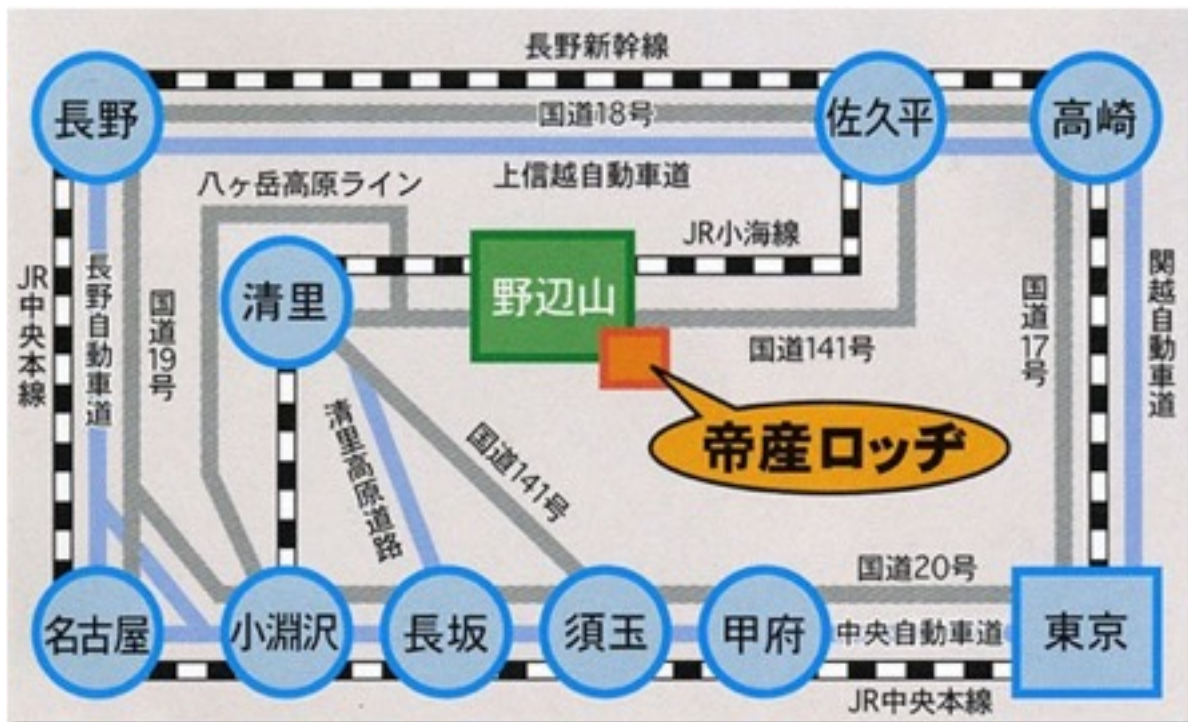 長野新幹線
長野
国道18号
佐久平
高崎
上信越自動車道
八ヶ岳高原ライン
JR小海線
JR中央本線
長野自動車道
国道19号
清里
野辺山
国道141号
国道17号
関越自動車道
帝産ロッヂ
清里高原道路
国道141号
国道20号
名古屋
小淵沢
長坂
須玉
甲府
中央自動車道
東京
JR中央本線